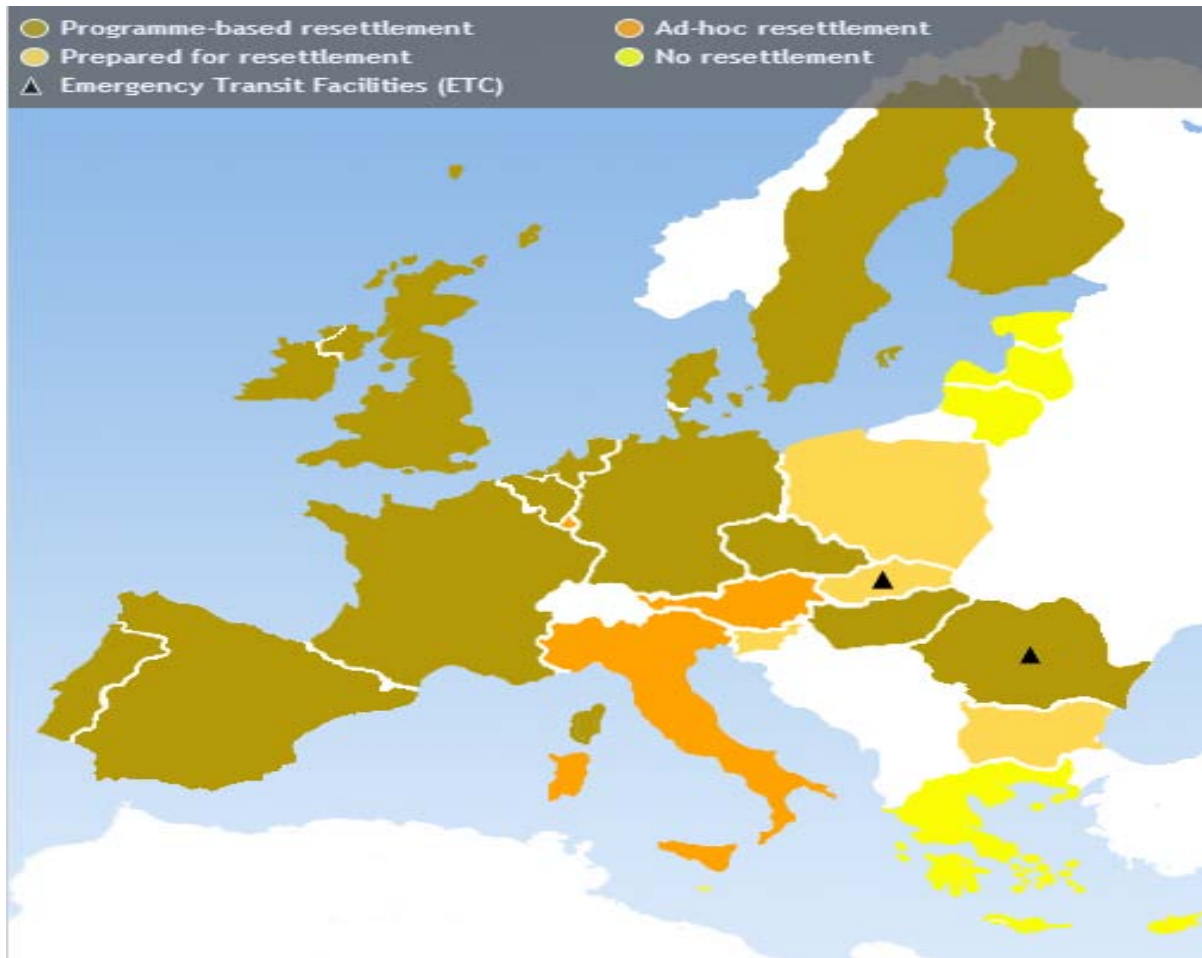 Programme-based resettlement
Ad-hoc resettlement
Prepared for resettlement
No resettlement
Emergency Transit Facilities (ETC)